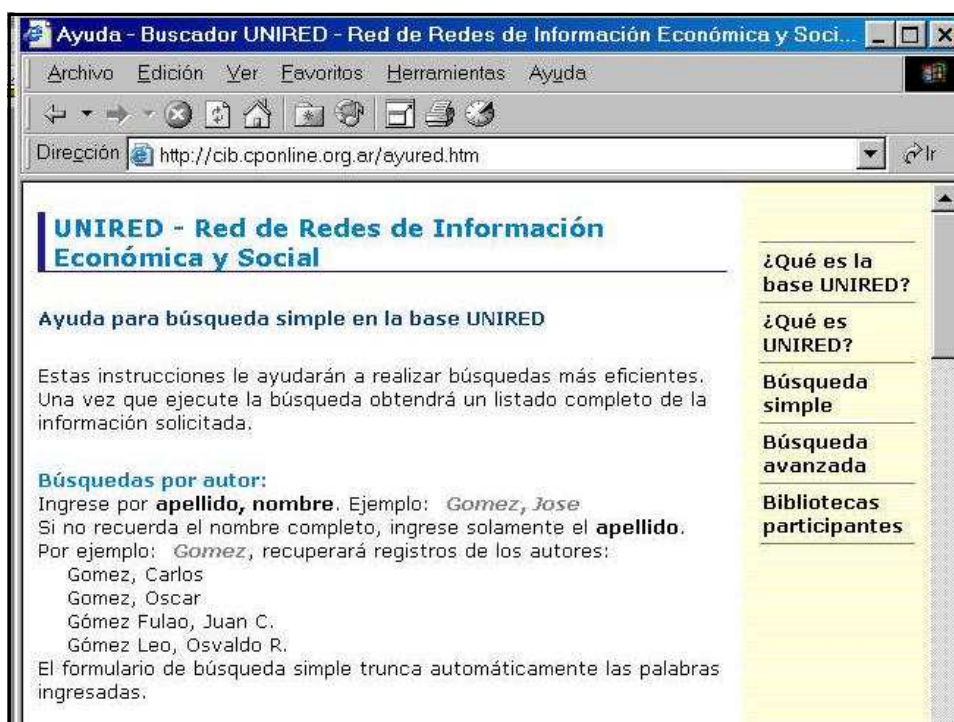 Ayuda - Buscador UNIRED - Red de Redes de Información Económica y Soci...
Archivo Edición Ver Favoritos Herramientas Ayuda
Dirección http://cib.cponline.org.ar/ayured.htm Ir
UNIRED - Red de Redes de Información
Económica y Social
Ayuda para búsqueda simple en la base UNIRED
Estas instrucciones le ayudarán a realizar búsquedas más eficientes.
Una vez que ejecute la búsqueda obtendrá un listado completo de la
información solicitada.
Búsquedas por autor:
Ingrese por apellido, nombre. Ejemplo: Gomez, Jose
Si no recuerda el nombre completo, ingrese solamente el apellido.
Por ejemplo: Gomez, recuperará registros de los autores:
Gomez, Carlos
Gomez, Oscar
Gómez Fulao, Juan C.
Gómez Leo, Osvaldo R.
El formulario de búsqueda simple trunca automáticamente las palabras
ingresadas.
¿Qué es la
base UNIRED?
¿Qué es
UNIRED?
Búsqueda
simple
Búsqueda
avanzada
Bibliotecas
participantes